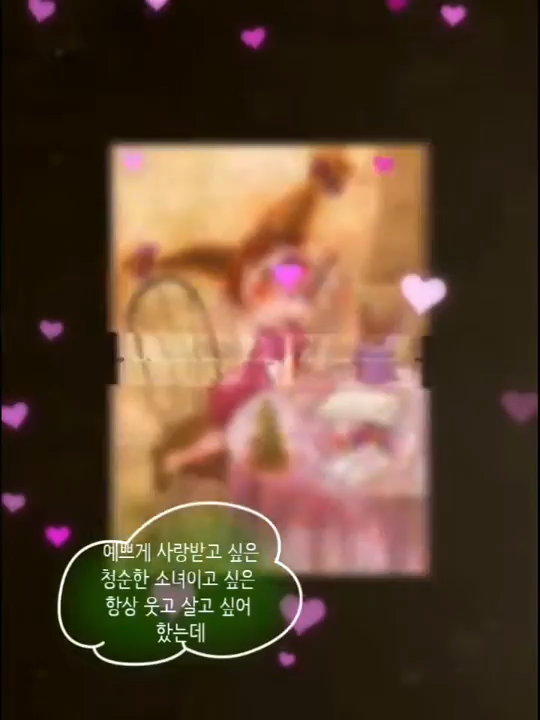 예쁘게 사랑받고 싶은
청순한 소녀이고 싶은
항상 웃고 살고 싶어
했는데